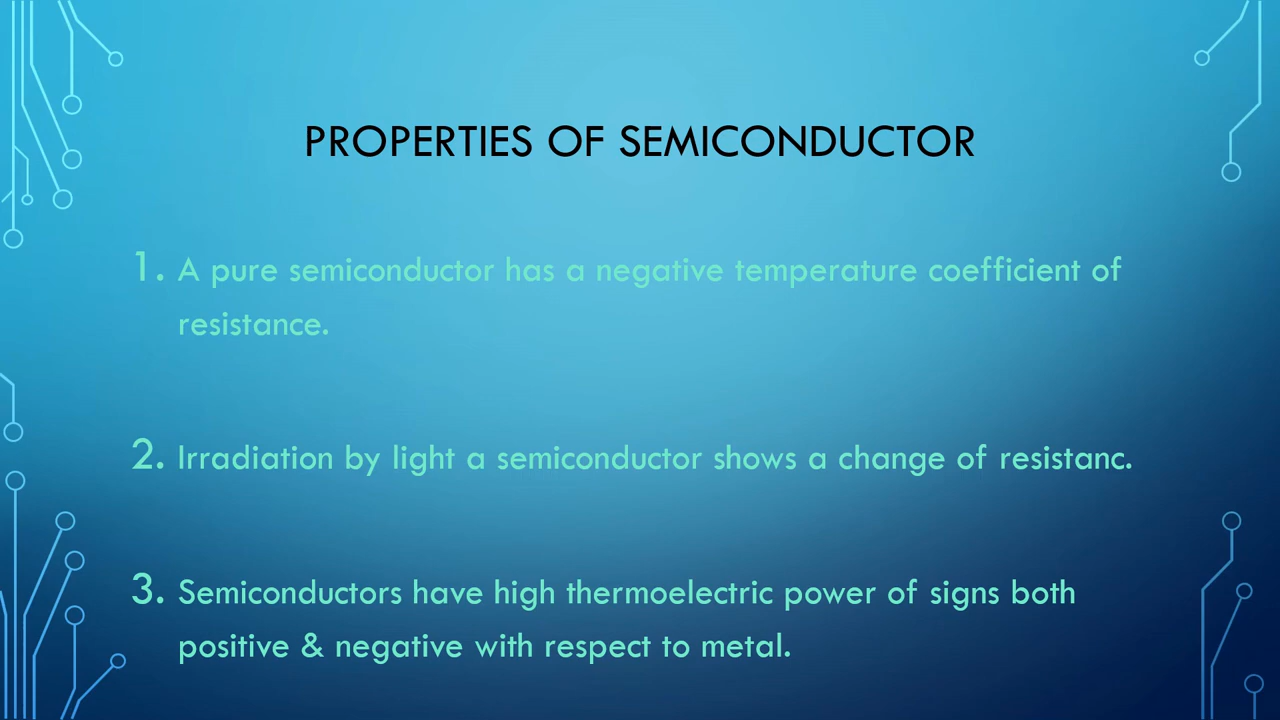 PROPERTIES OF SEMICONDUCTOR
1. A pure semiconductor has a negative temperature coefficient of
resistance.
2. Irradiation by light a semiconductor shows a change of resistanc.
3. Semiconductors have high thermoelectric power of signs both
positive & negative with respect to metal.